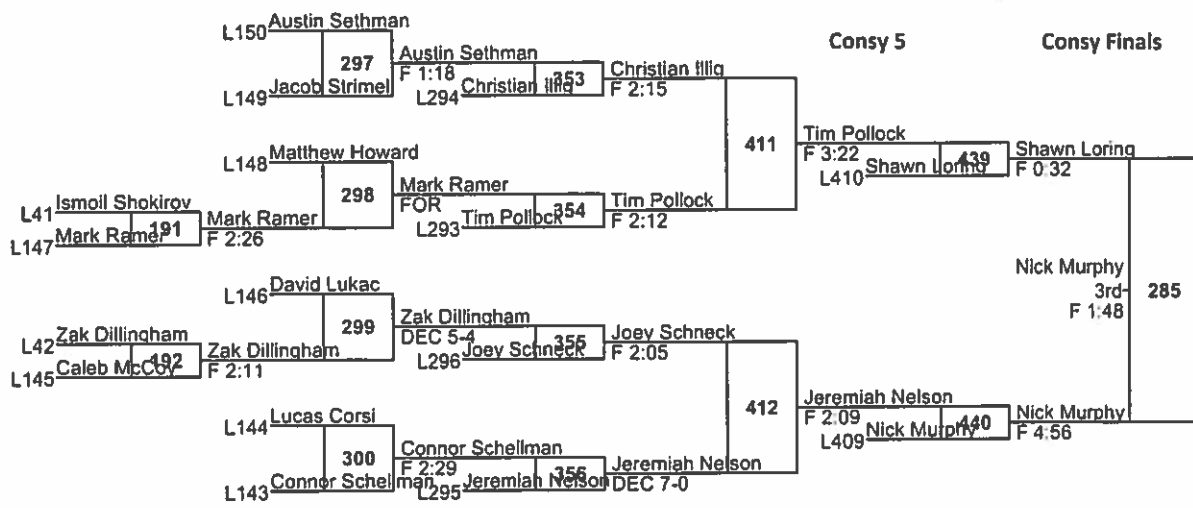 Consy 5
Consy Finals
L150 Austin Sethman
297
Austin Sethman
F 1:18
L149 Jacob Strimel
L294 Christian Illig
353
Christian Illig
F 2:15
411
Tim Pollock
F 3:22
L410 Shawn Loring
439
Shawn Loring
F 0:32
L148 Matthew Howard
298
Mark Ramer
FOR
L293 Tim Pollock
354
Tim Pollock
F 2:12
L41 Ismoil Shokirov
191
Mark Ramer
F 2:26
L147 Mark Ramer
Nick Murphy
3rd
F 1:48
285
L146 David Lukac
299
Zak Dillingham
DEC 5-4
L296 Joey Schneck
355
Joey Schneck
F 2:05
L42 Zak Dillingham
192
Zak Dillingham
F 2:11
L145 Caleb McCoy
412
Jeremiah Nelson
F 2:09
L409 Nick Murphy
440
Nick Murphy
F 4:56
L144 Lucas Corsi
300
Connor Schellman
F 2:29
L143 Connor Schellman
L295 Jeremiah Nelson
356
Jeremiah Nelson
DEC 7-0